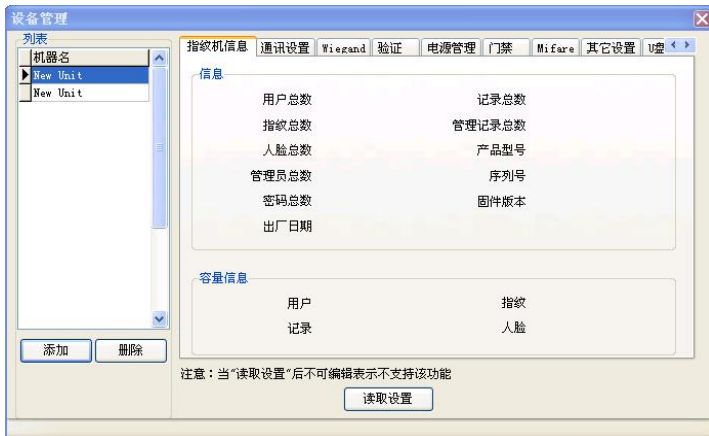 设备管理
列表
机器名
New Unit
New Unit
添加 删除
指纹机信息 通讯设置 Wiegand 验证 电源管理 门禁 Mifare 其它设置 U盘
信息
用户总数 记录总数
指纹总数 管理记录总数
人脸总数 产品型号
管理员总数 序列号
密码总数 固件版本
出厂日期
容量信息
用户 指纹
记录 人脸
注意：当"读取设置"后不可编辑表示不支持该功能
读取设置